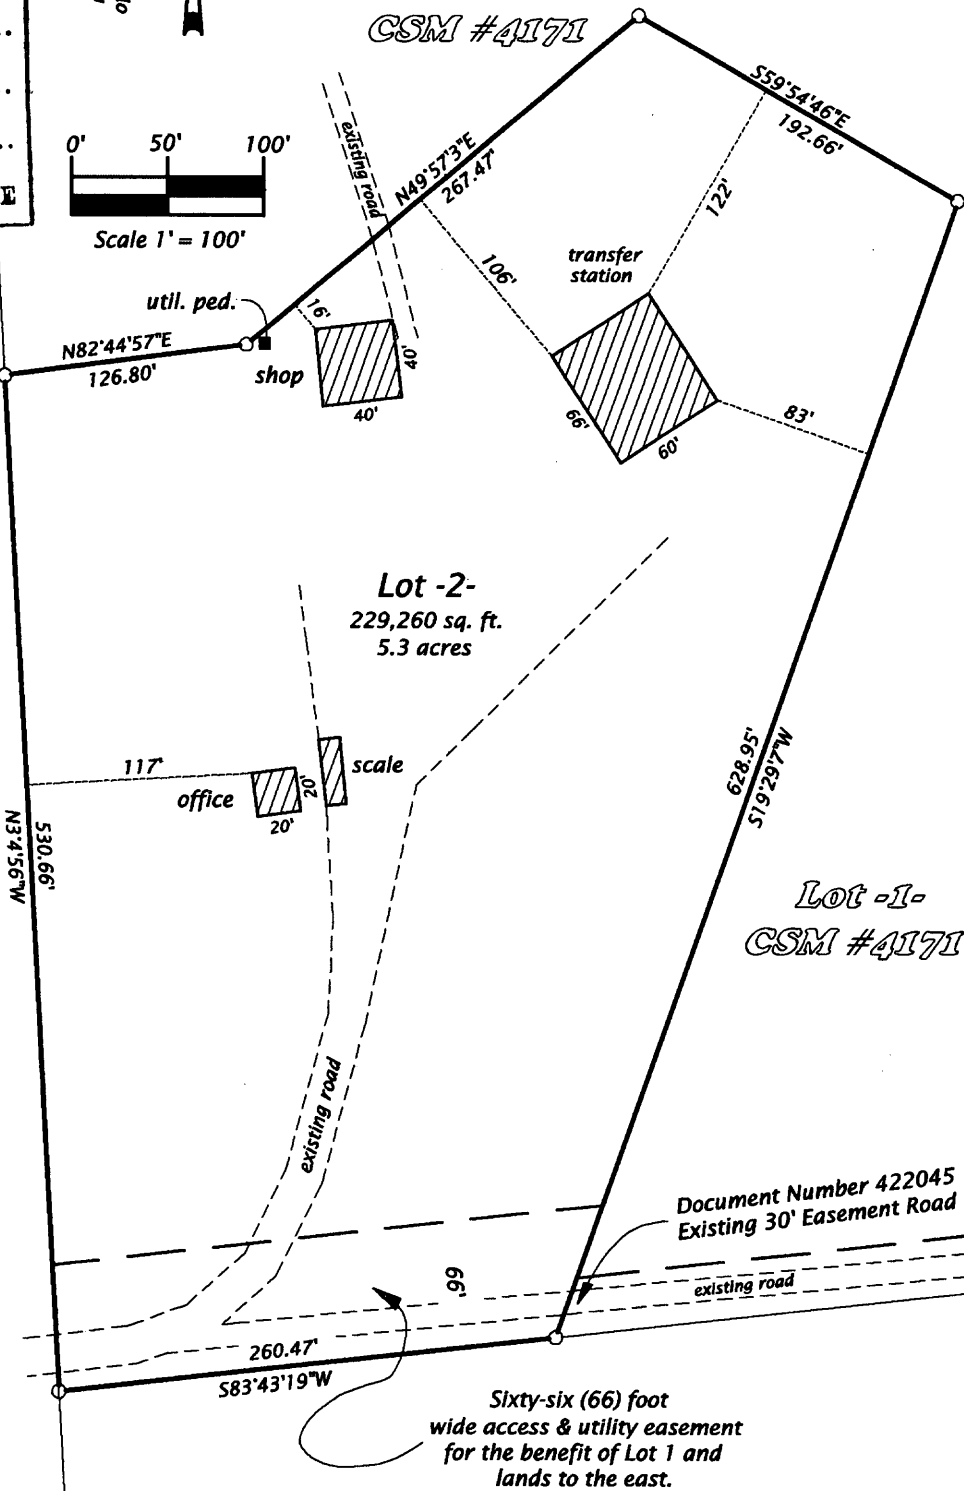 CSM #4171
0' 50' 100'
E
Scale 1' = 100'
existing road
N49°57'3"E
267.47'
S59°54'46"E
192.66'
122'
106'
transfer
station
util. ped.
16'
N82°44'57"E
126.80'
shop
40'
40'
83'
66'
60'
Lot -2-
229,260 sq. ft.
5.3 acres
117'
office
20'
20'
scale
628.95'
S19°29'7"W
530.66'
N3°4'56"W
Lot -1-
CSM #4171
existing road
Document Number 422045
Existing 30' Easement Road
66'
existing road
260.47'
S83°43'19"W
Sixty-six (66) foot
wide access & utility easement
for the benefit of Lot 1 and
lands to the east.